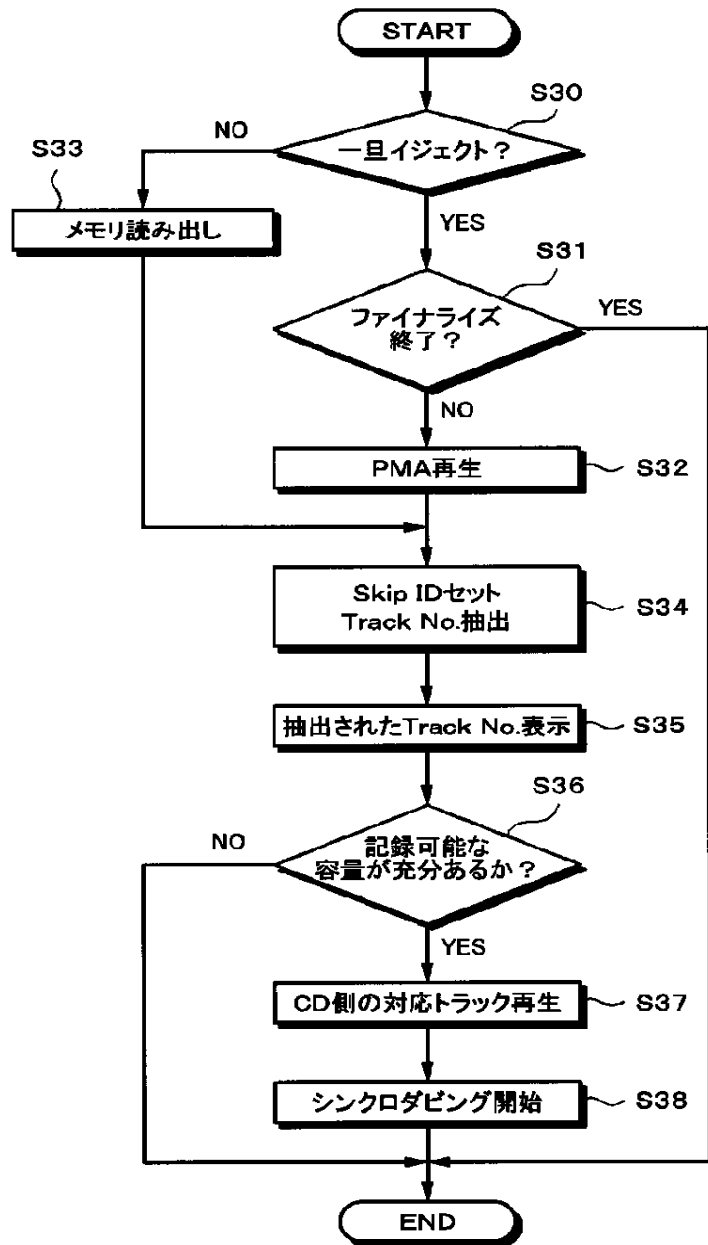 START
S30
一旦イジェクト?
NO
S33
メモリ読み出し
YES
S31
ファイナライズ
終了?
YES
NO
PMA再生
S32
Skip IDセット
Track No.抽出
S34
抽出されたTrack No.表示
S35
S36
記録可能な
容量が充分あるか?
NO
YES
CD側の対応トラック再生
S37
シンクロダビング開始
S38
END